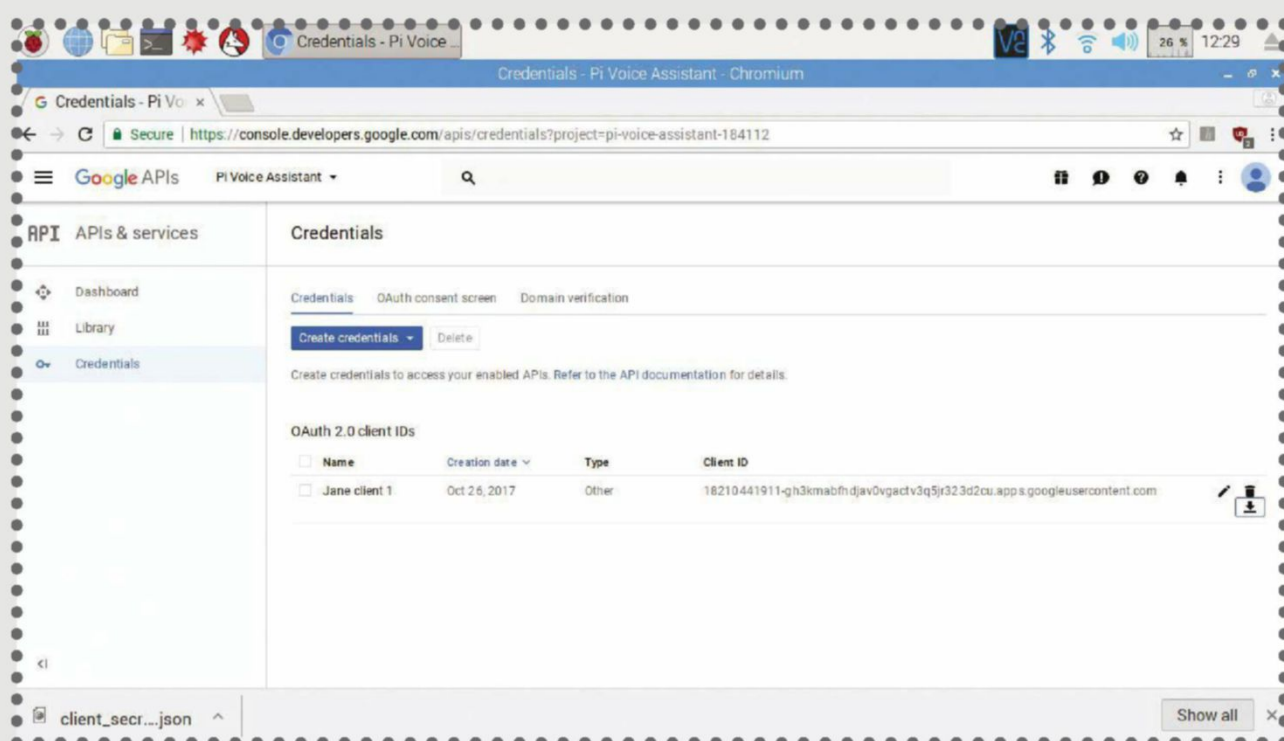 Credentials - Pi Voice ...
26 %
12:29
Credentials - Pi Voice Assistant - Chromium
Credentials - Pi Vo
Secure | https://console.developers.google.com/apis/credentials?project=pi-voice-assistant-184112
Google APIs
Pi Voice Assistant
API APIs & services
Credentials
Dashboard
Library
Credentials
Credentials OAuth consent screen Domain verification
Create credentials Delete
Create credentials to access your enabled APIs. Refer to the API documentation for details.
OAuth 2.0 client IDs
Name Creation date Type Client ID
Jane client 1 Oct 26, 2017 Other 18210441911-gh3kmabfhdjav0vgactv3q5jr323d2cu.apps.googleusercontent.com
client_secr....json
Show all